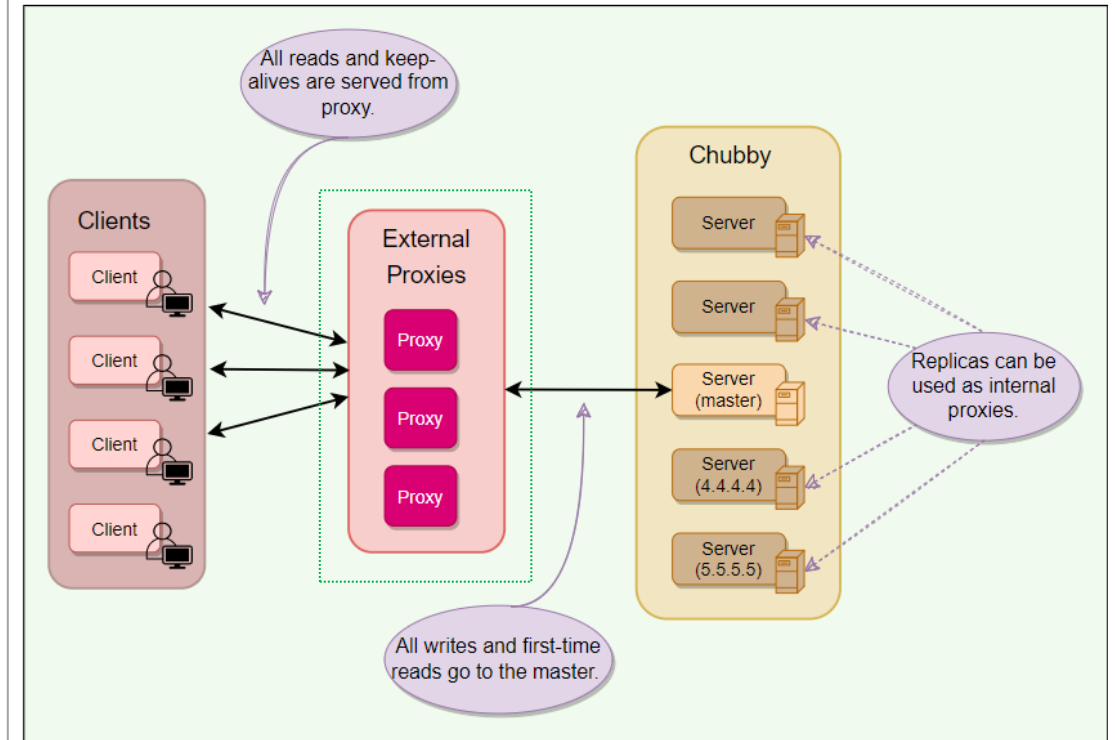 All reads and keep-
alives are served from
proxy.
Clients
Client
Client
Client
Client
External
Proxies
Proxy
Proxy
Proxy
Chubby
Server
Server
Server
(master)
Server
(4.4.4.4)
Server
(5.5.5.5)
Replicas can be
used as internal
proxies.
All writes and first-time
reads go to the master.